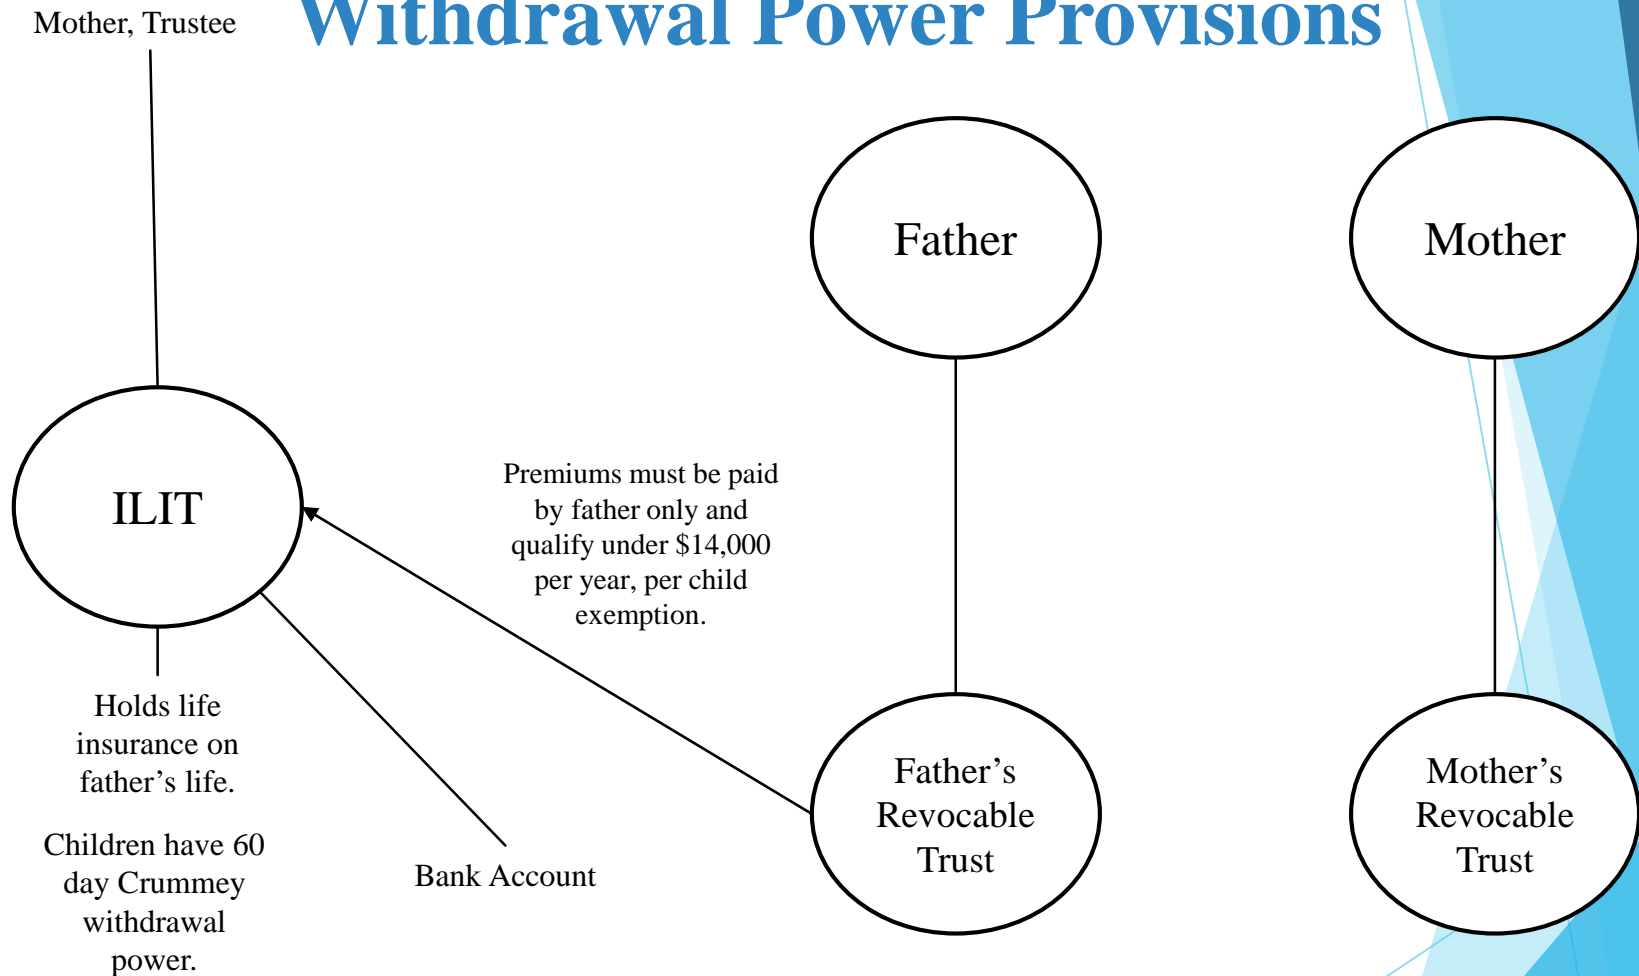 Withdrawal Power Provisions
Mother, Trustee
Father
Mother
ILIT
Premiums must be paid
by father only and
qualify under $14,000
per year, per child
exemption.
Holds life
insurance on
father’s life.
Children have 60
day Crummey
withdrawal
power.
Bank Account
Father’s
Revocable
Trust
Mother’s
Revocable
Trust